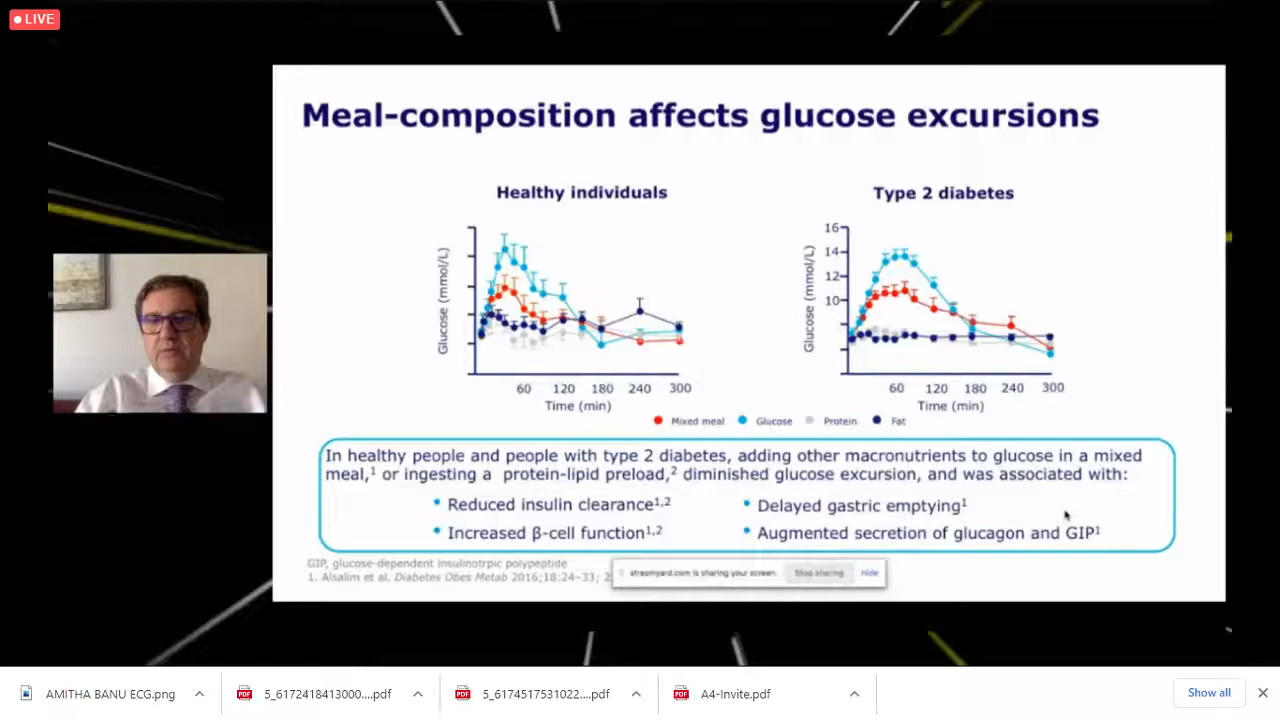 LIVE
Meal-composition affects glucose excursions
Healthy individuals
Type 2 diabetes
Glucose (mmol/L)
60 120 180 240 300
Time (min)
Glucose (mmol/L)
16
14
12
10
60 120 180 240 300
Time (min)
Mixed meal Glucose Protein Fat
In healthy people and people with type 2 diabetes, adding other macronutrients to glucose in a mixed
meal,¹ or ingesting a protein-lipid preload,² diminished glucose excursion, and was associated with:
• Reduced insulin clearance¹,²
• Delayed gastric emptying¹
• Increased β-cell function¹,²
• Augmented secretion of glucagon and GIP¹
GIP, glucose-dependent insulinotrpic polypeptide
1. Alsalim et al. Diabetes Obes Metab 2016;18:24–33; 2
streamyard.com is sharing your screen. Stop sharing Hide
AMITHA BANU ECG.png
5_6172418413000....pdf
5_6174517531022....pdf
A4-Invite.pdf
Show all